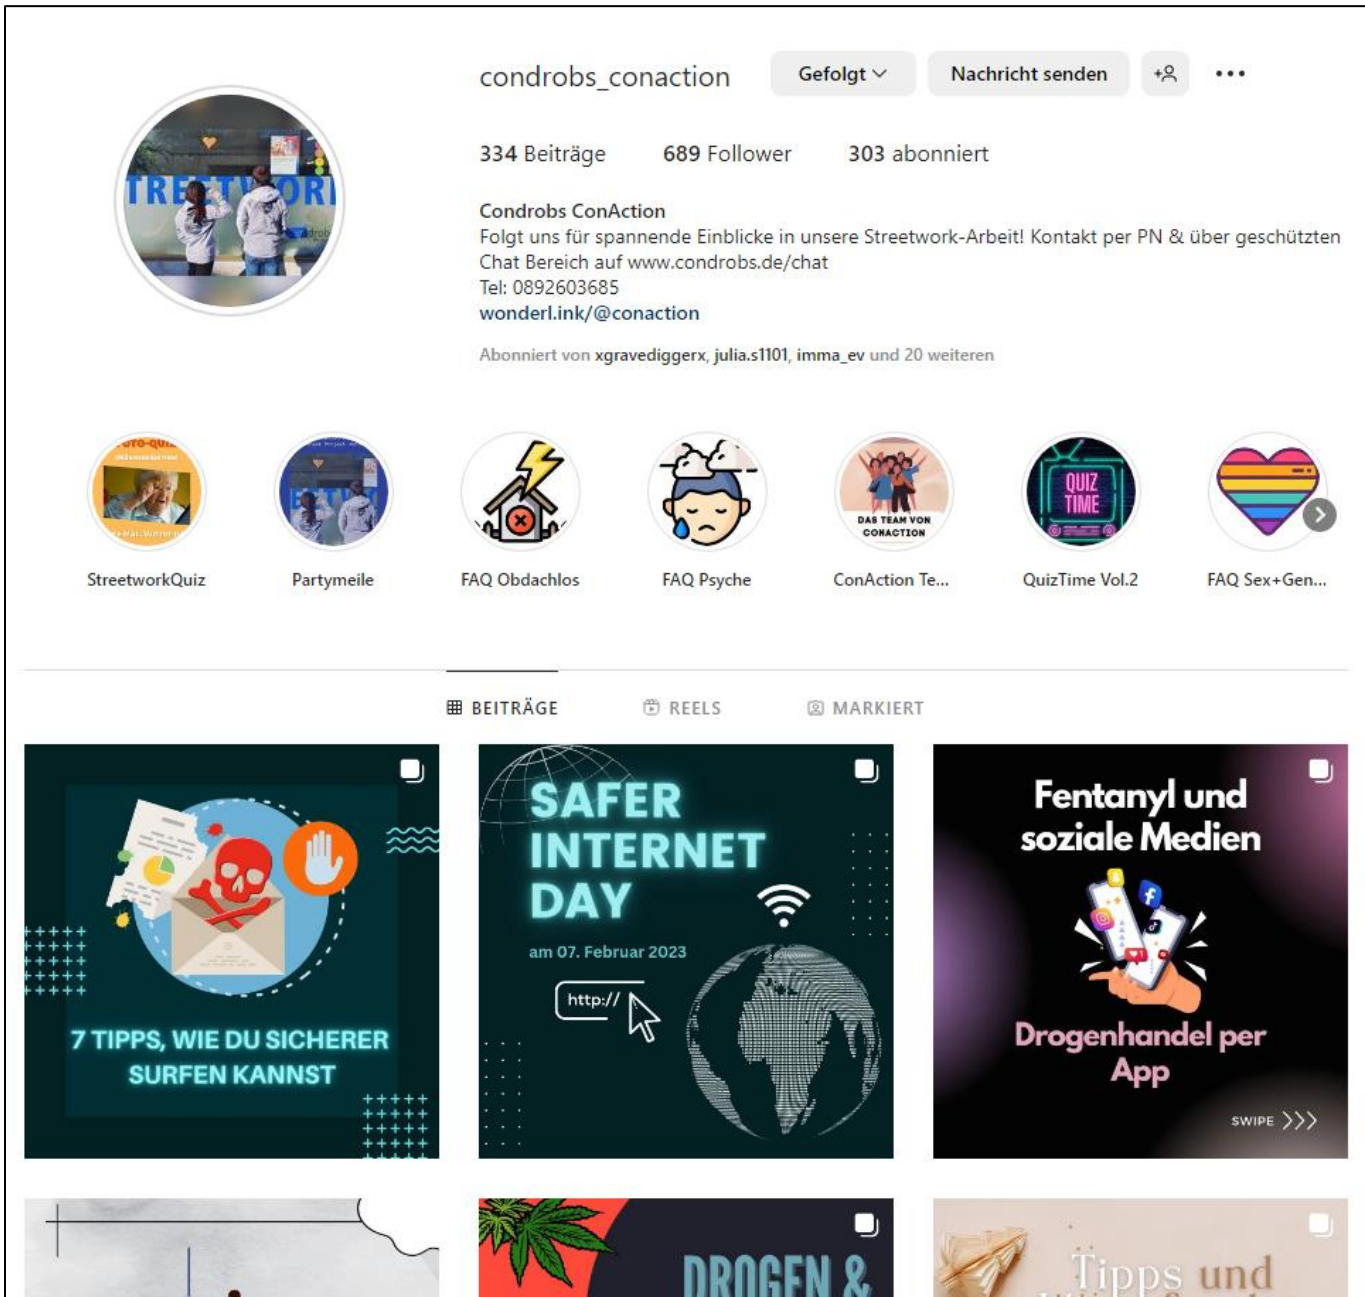 condrobs_conaction
Gefolgt
Nachricht senden
334 Beiträge
689 Follower
303 abonniert
Condrobs ConAction
Folgt uns für spannende Einblicke in unsere Streetwork-Arbeit! Kontakt per PN & über geschützten
Chat Bereich auf www.condrobs.de/chat
Tel: 0892603685
wonderl.ink/@conaction
Abonniert von xgravediggerx, julia.s1101, imma_ev und 20 weiteren
TREETWORK
DAS TEAM VON
CONACTION
QUIZ
TIME
StreetworkQuiz
Partymeile
FAQ Obdachlos
FAQ Psyche
ConAction Te...
QuizTime Vol.2
FAQ Sex+Gen...
BEITRÄGE
REELS
MARKIERT
7 TIPPS, WIE DU SICHERER
SURFEN KANNST
SAFER
INTERNET
DAY
am 07. Februar 2023
http://
Fentanyl und
soziale Medien
Drogenhandel per
App
SWIPE >>>
DROGEN &
Tipps und